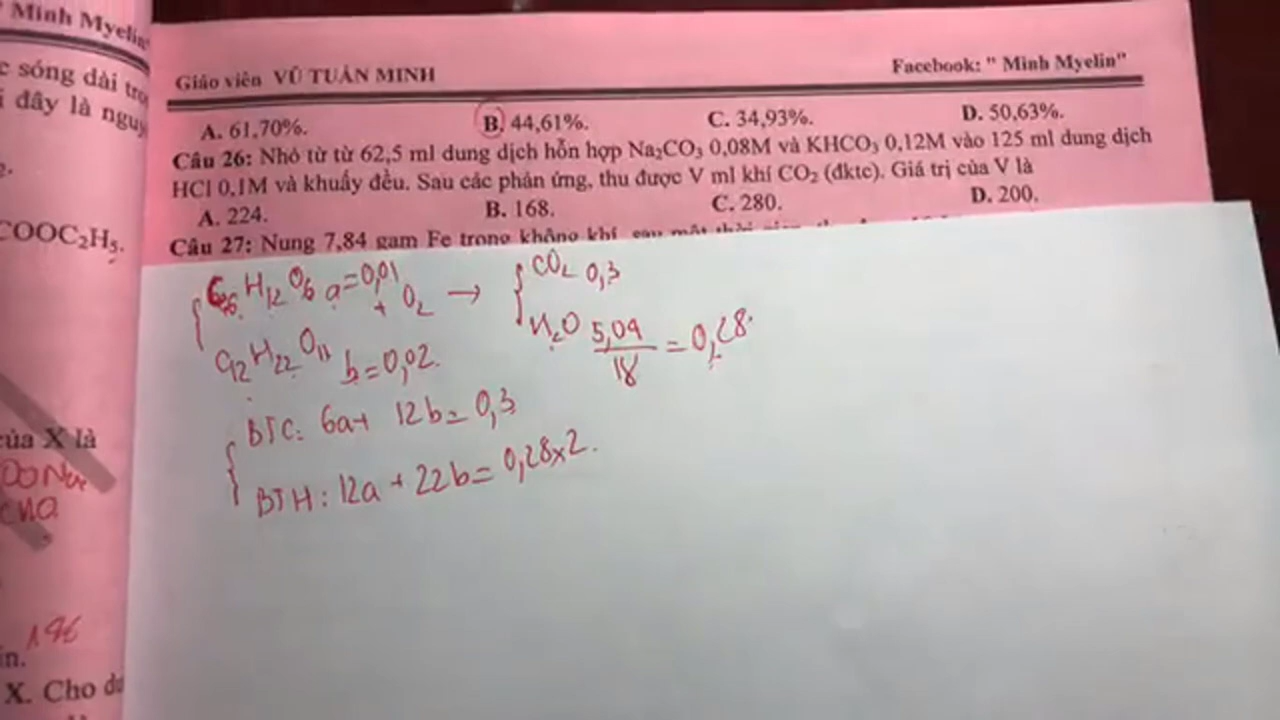 Minh Myelin"
c sóng dài
i đây là
COOC₂H₅.
của X là
in.
X. Cho
Giáo viên VŨ TUẤN MINH
Facebook: " Minh Myelin"
A. 61,70%. B. 44,61%. C. 34,93%. D. 50,63%.
Câu 26: Nhỏ từ từ 62,5 ml dung dịch hỗn hợp Na₂CO₃ 0,08M và KHCO₃ 0,12M vào 125 ml dung dịch
HCl 0,1M và khuấy đều. Sau các phản ứng, thu được V ml khí CO₂ (đktc). Giá trị của V là
A. 224. B. 168. C. 280. D. 200.
Câu 27: Nung 7,84 gam Fe trong không khí, sau một thời gian
C₆H₁₂O₆ a=0,01 + O₂ → CO₂ 0,3
C₁₂H₂₂O₁₁ b=0,02. H₂O 5,04/18 = 0,28.
BTC: 6a+ 12b= 0,3
BTH: 12a + 22b= 0,28x2.